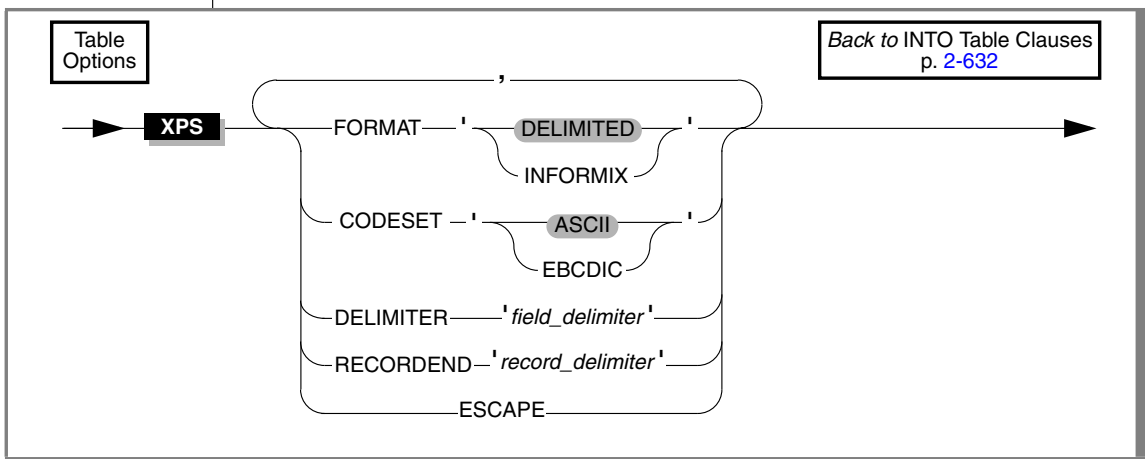 Table
Options
Back to INTO Table Clauses
p. 2-632
,
XPS
FORMAT ' DELIMITED '
INFORMIX
CODESET ' ASCII '
EBCDIC
DELIMITER ' field_delimiter '
RECORDEND ' record_delimiter '
ESCAPE